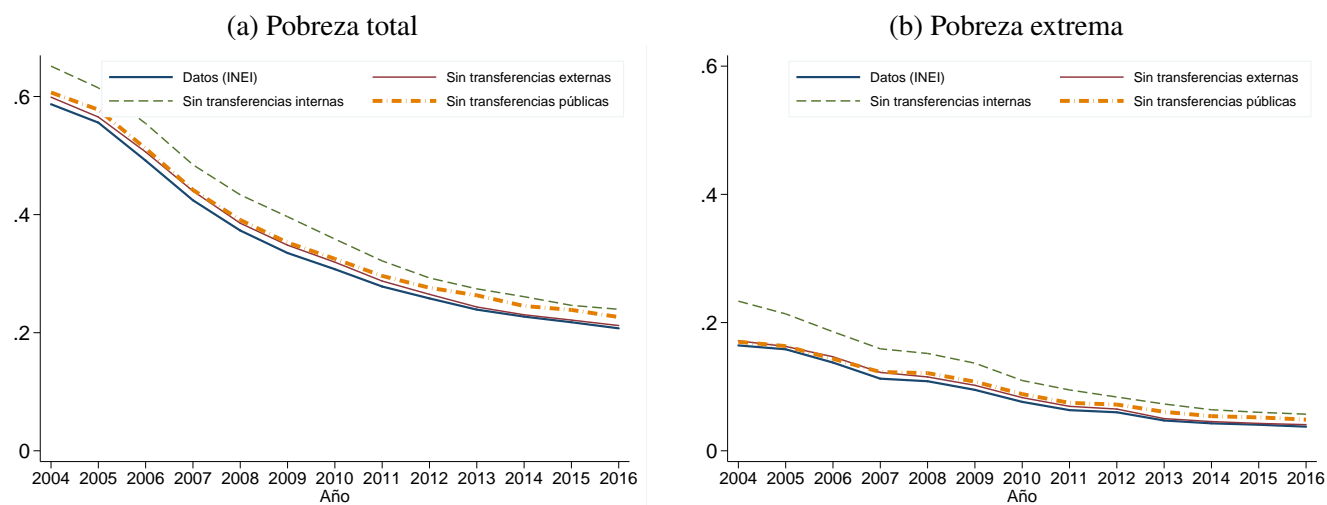 (a) Pobreza total
Datos (INEI) Sin transferencias externas
Sin transferencias internas Sin transferencias públicas
.6
.4
.2
0
2004 2005 2006 2007 2008 2009 2010 2011 2012 2013 2014 2015 2016
Año
(b) Pobreza extrema
Datos (INEI) Sin transferencias externas
Sin transferencias internas Sin transferencias públicas
.6
.4
.2
0
2004 2005 2006 2007 2008 2009 2010 2011 2012 2013 2014 2015 2016
Año